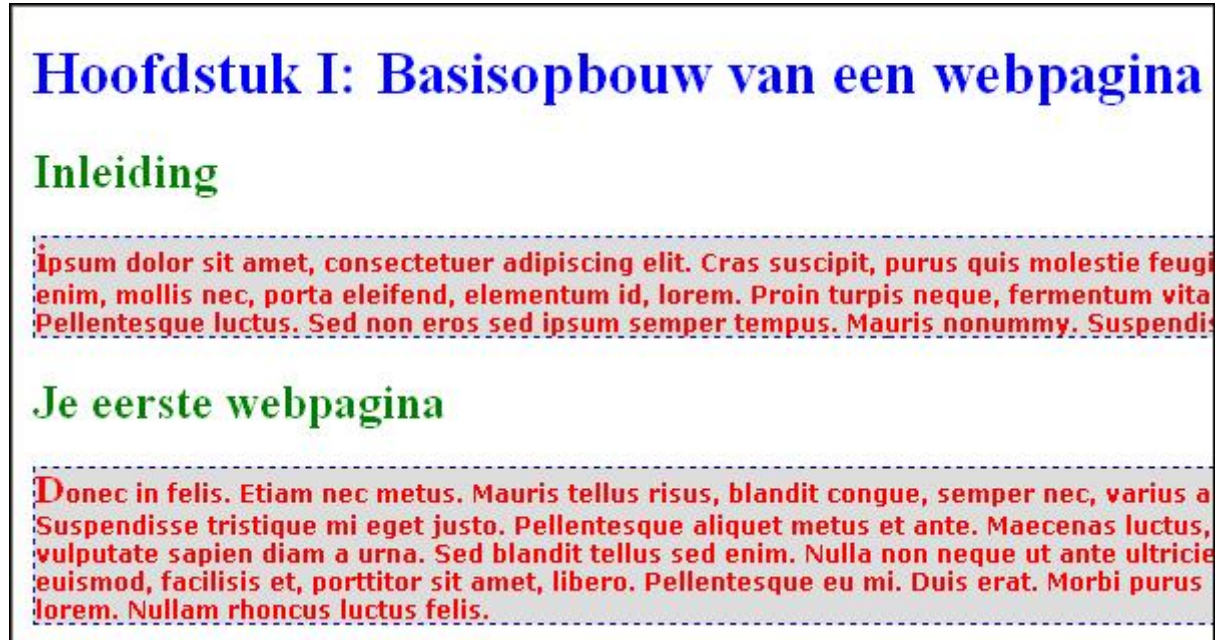 Hoofdstuk I: Basisopbouw van een webpagina
Inleiding
ipsum dolor sit amet, consectetuer adipiscing elit. Cras suscipit, purus quis molestie feugi
enim, mollis nec, porta eleifend, elementum id, lorem. Proin turpis neque, fermentum vita
Pellentesque luctus. Sed non eros sed ipsum semper tempus. Mauris nonummy. Suspendis
Je eerste webpagina
Donec in felis. Etiam nec metus. Mauris tellus risus, blandit congue, semper nec, varius a
Suspendisse tristique mi eget justo. Pellentesque aliquet metus et ante. Maecenas luctus,
vulputate sapien diam a urna. Sed blandit tellus sed enim. Nulla non neque ut ante ultricie
euismod, facilisis et, porttitor sit amet, libero. Pellentesque eu mi. Duis erat. Morbi purus
lorem. Nullam rhoncus luctus felis.